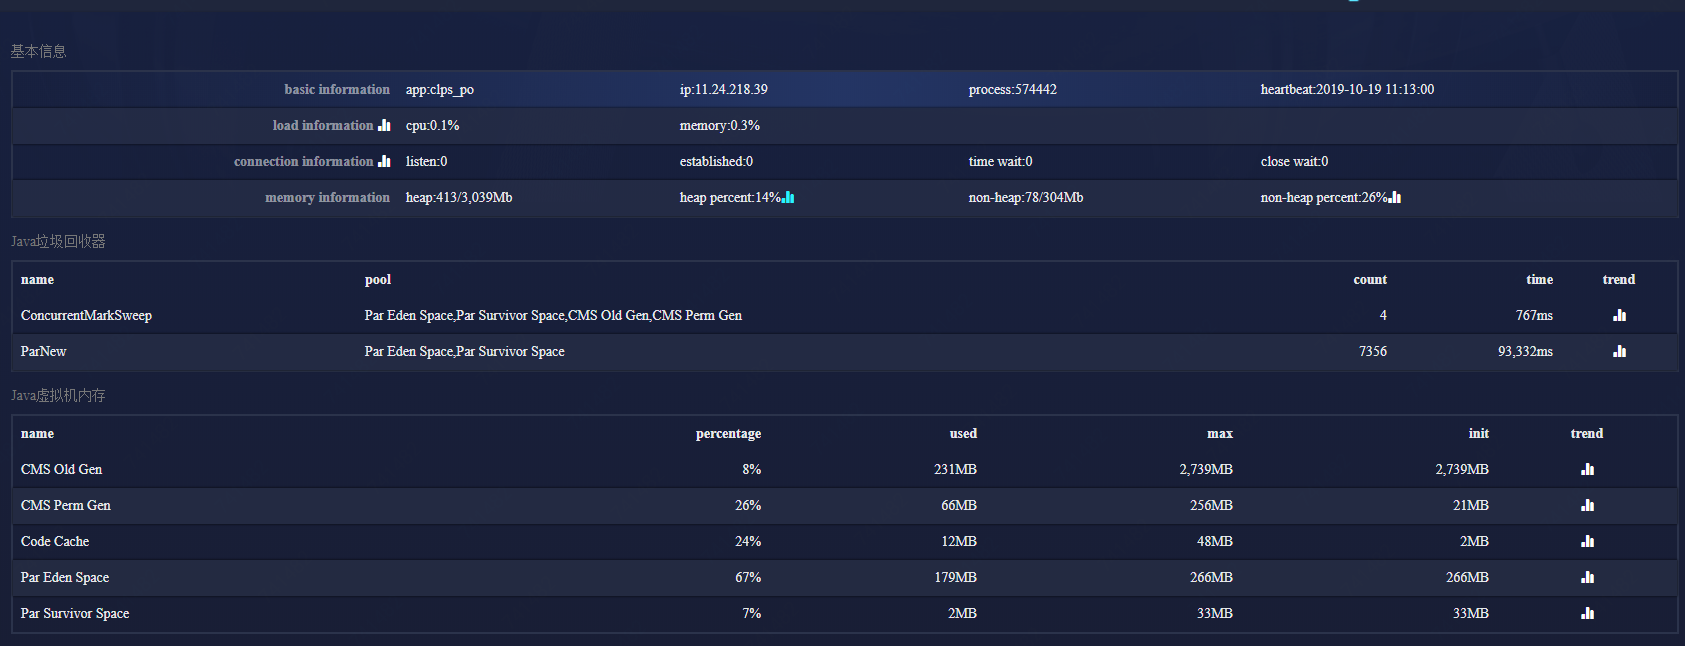 基本信息
basic information app:clps_po ip:11.24.218.39 process:574442 heartbeat:2019-10-19 11:13:00
load information cpu:0.1% memory:0.3%
connection information listen:0 established:0 time wait:0 close wait:0
memory information heap:413/3,039Mb heap percent:14% non-heap:78/304Mb non-heap percent:26%
Java垃圾回收器
name pool count time trend
ConcurrentMarkSweep Par Eden Space,Par Survivor Space,CMS Old Gen,CMS Perm Gen 4 767ms
ParNew Par Eden Space,Par Survivor Space 7356 93,332ms
Java虚拟机内存
name percentage used max init trend
CMS Old Gen 8% 231MB 2,739MB 2,739MB
CMS Perm Gen 26% 66MB 256MB 21MB
Code Cache 24% 12MB 48MB 2MB
Par Eden Space 67% 179MB 266MB 266MB
Par Survivor Space 7% 2MB 33MB 33MB